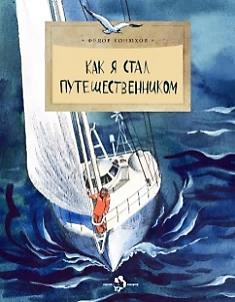 • ФЁДОР КОНЮХОВ •
КАК Я СТАЛ
ПУТЕШЕСТВЕННИКОМ